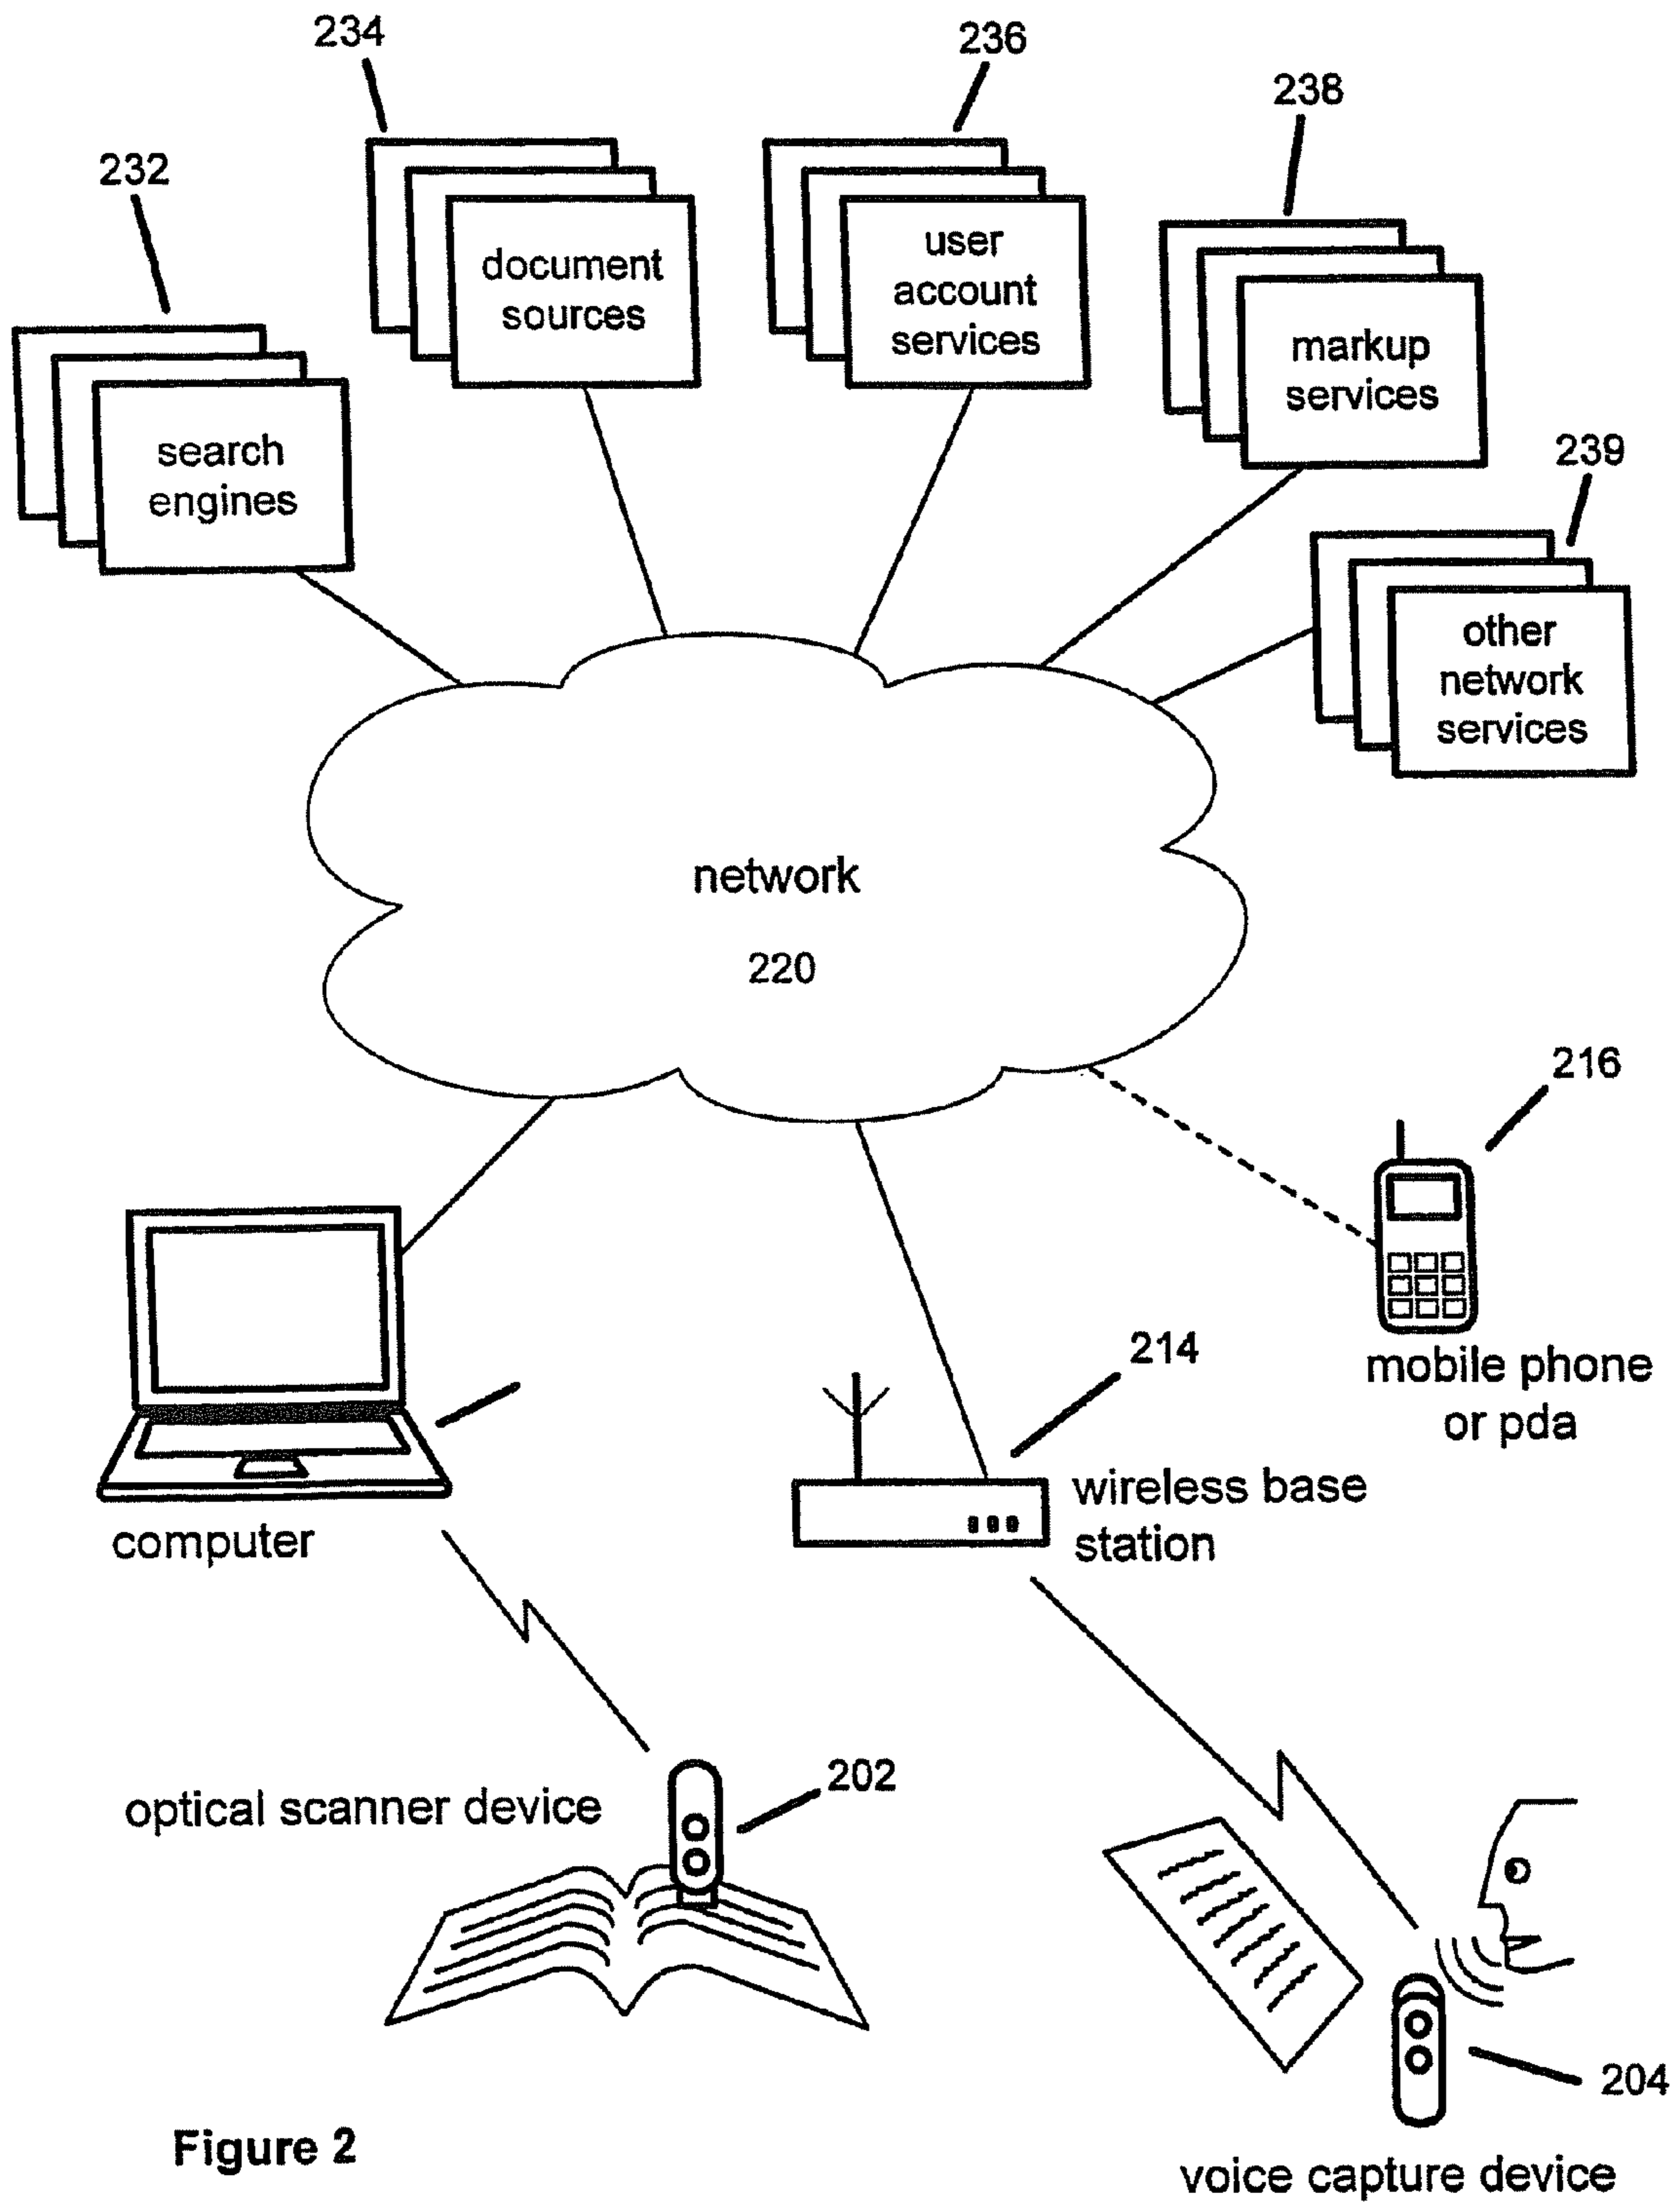 234
236
238
232
document
sources
user
account
services
markup
services
239
search
engines
other
network
services
network
220
216
mobile phone
or pda
214
wireless base
station
computer
202
optical scanner device
204
Figure 2
voice capture device